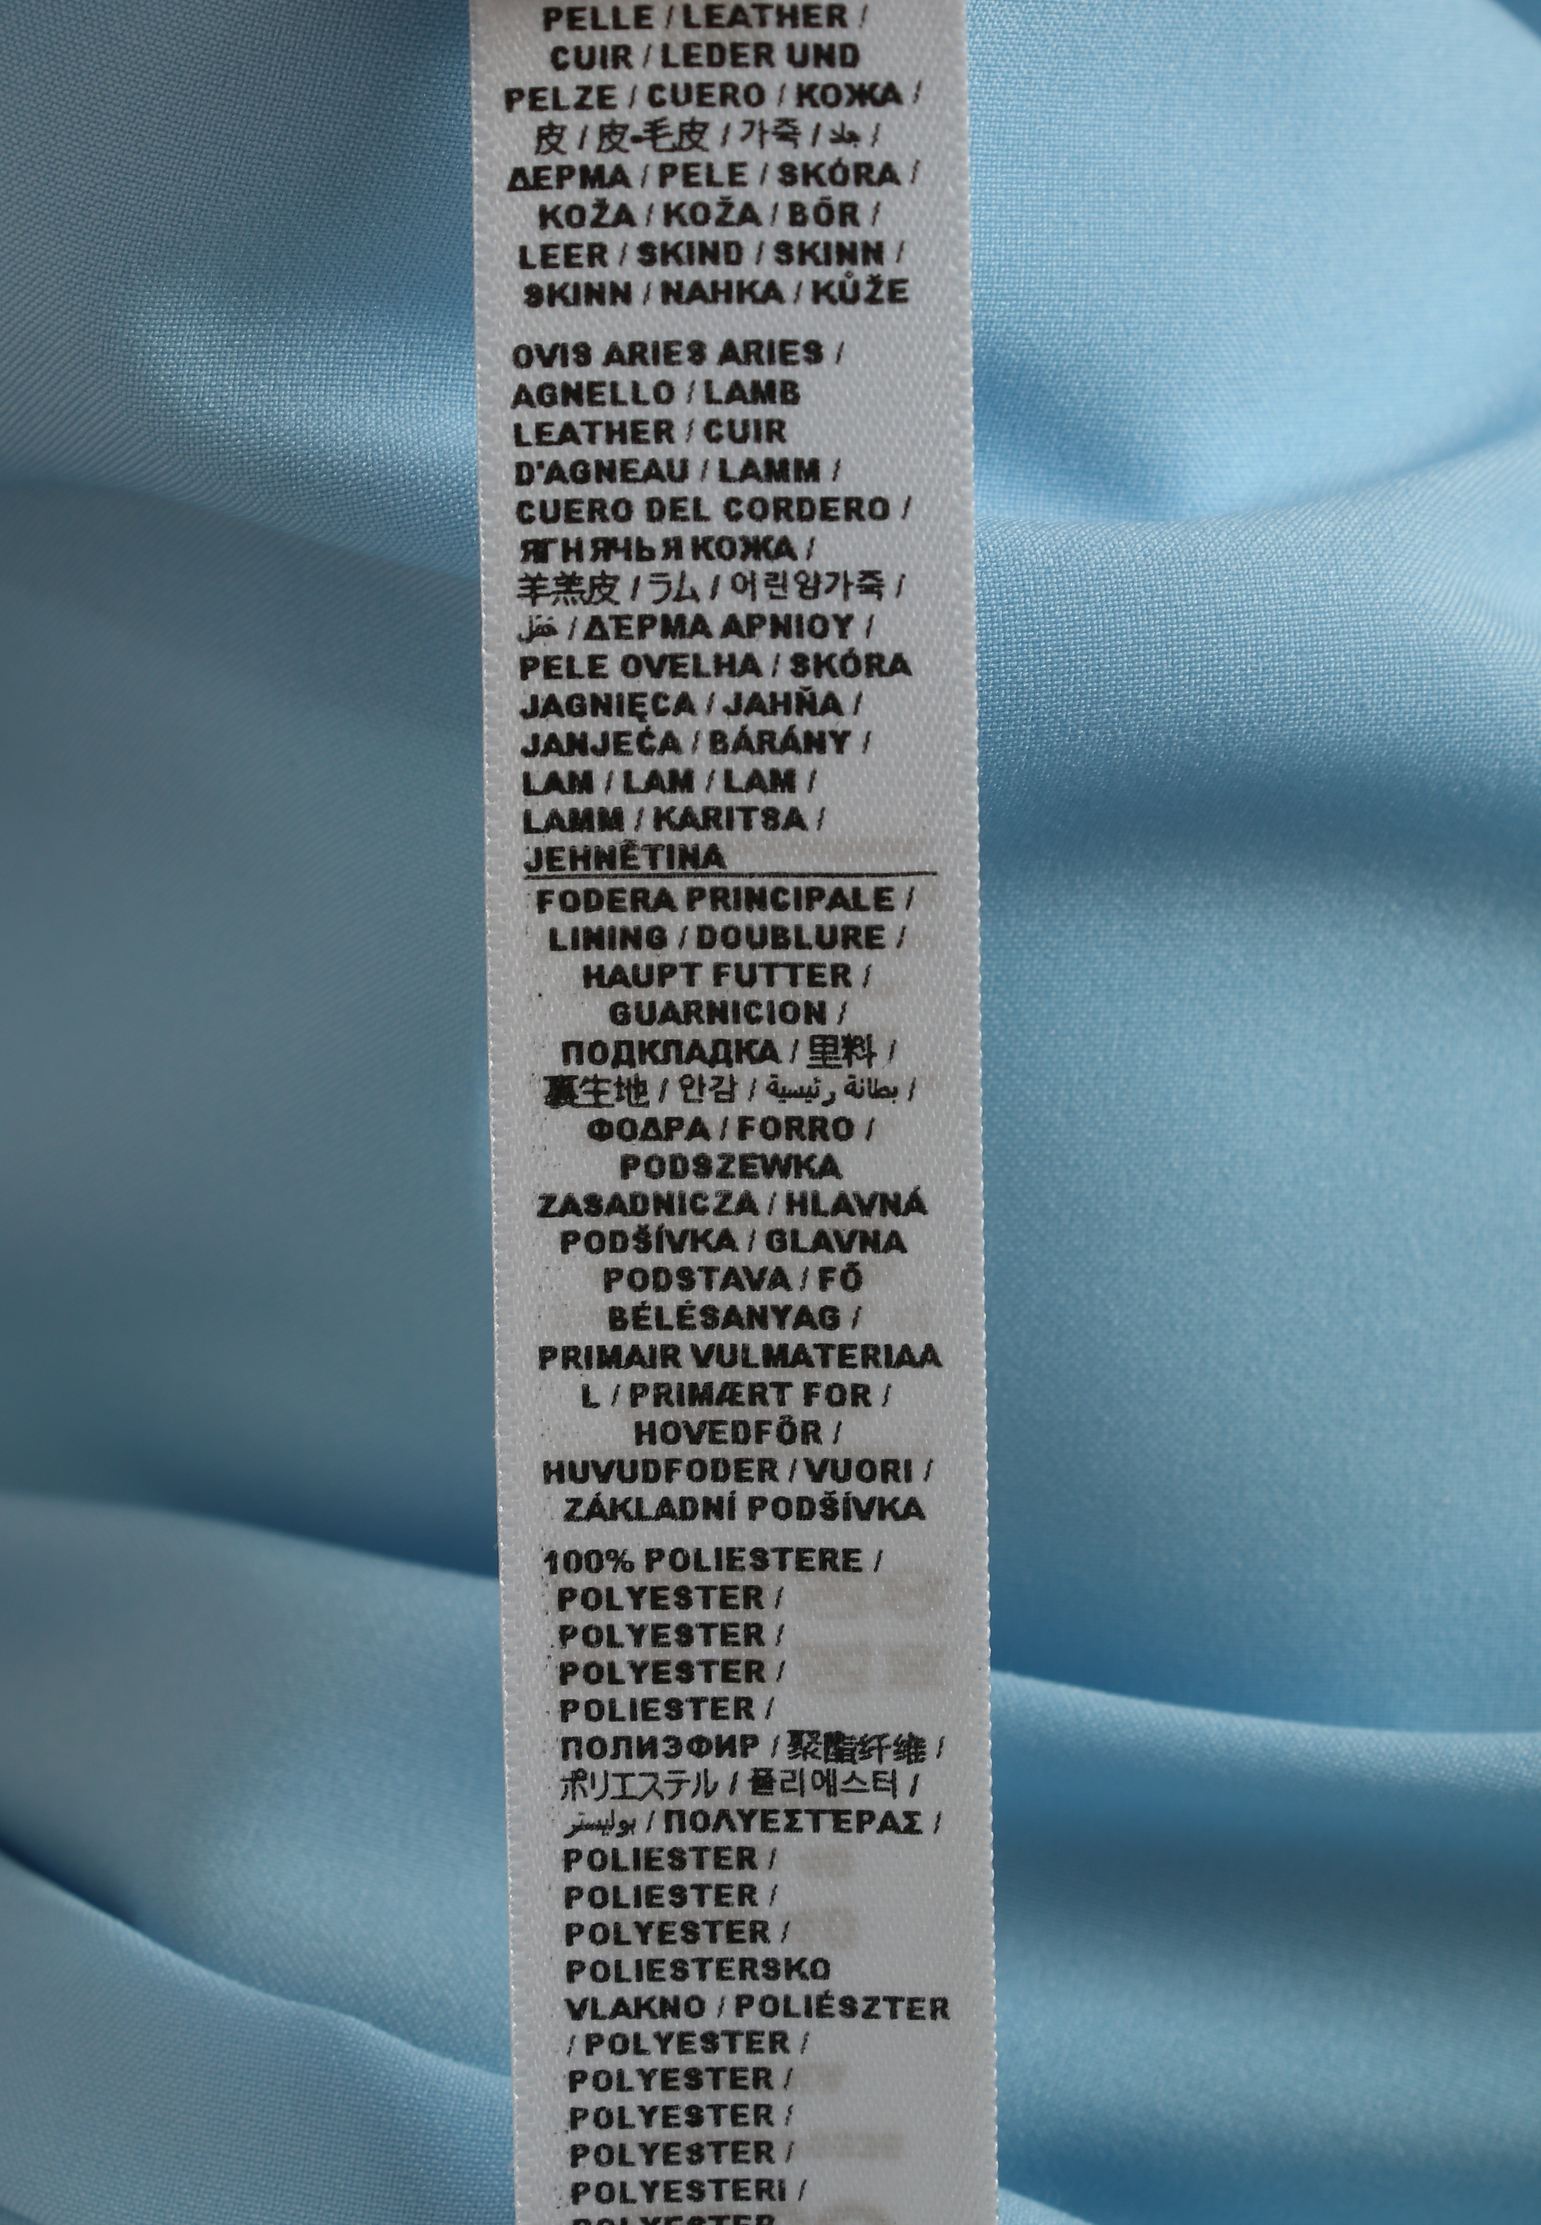 PELLE / LEATHER /
CUIR / LEDER UND
PELZE / CUERO / КОЖА /
皮 / 皮-毛皮 / 가죽 / جلد /
ΔΕΡΜΑ / PELE / SKÓRA /
KOŽA / KOŽA / BŐR /
LEER / SKIND / SKINN /
SKINN / NAHKA / KŮŽE
OVIS ARIES ARIES /
AGNELLO / LAMB
LEATHER / CUIR
D'AGNEAU / LAMM /
CUERO DEL CORDERO /
ЯГНЯЧЬЯ КОЖА /
羊羔皮 / ラム / 어린양가죽 /
/ ΔΈΡΜΑ ΑΡΝΙΟΥ /
PELE OVELHA / SKÓRA
JAGNIĘCA / JAHŇA /
JANJEĆA / BÁRÁNY /
LAM / LAM / LAM /
LAMM / KARITSA /
JEHNĚTINA
FODERA PRINCIPALE /
LINING / DOUBLURE /
HAUPT FUTTER /
GUARNICION /
ПОДКЛАДКА / 里料 /
裏生地 / 안감 / بطانة رئيسية /
ΦΟΔΡΑ / FORRO /
PODSZEWKA
ZASADNICZA / HLAVNÁ
PODŠÍVKA / GLAVNA
PODSTAVA / FŐ
BÉLÉSANYAG /
PRIMAIR VULMATERIAA
L / PRIMÆRT FOR /
HOVEDFÔR /
HUVUDFODER / VUORI /
ZÁKLADNÍ PODŠÍVKA
100% POLIESTERE /
POLYESTER /
POLYESTER /
POLYESTER /
POLIESTER /
ПОЛИЭФИР / 聚酯纤维 /
ポリエステル / 폴리에스터 /
بوليستر / ΠΟΛΥΕΣΤΈΡΑΣ /
POLIESTER /
POLIESTER /
POLYESTER /
POLIESTERSKO
VLAKNO / POLIÉSZTER
/ POLYESTER /
POLYESTER /
POLYESTER /
POLYESTER /
POLYESTERI /
POLYESTER